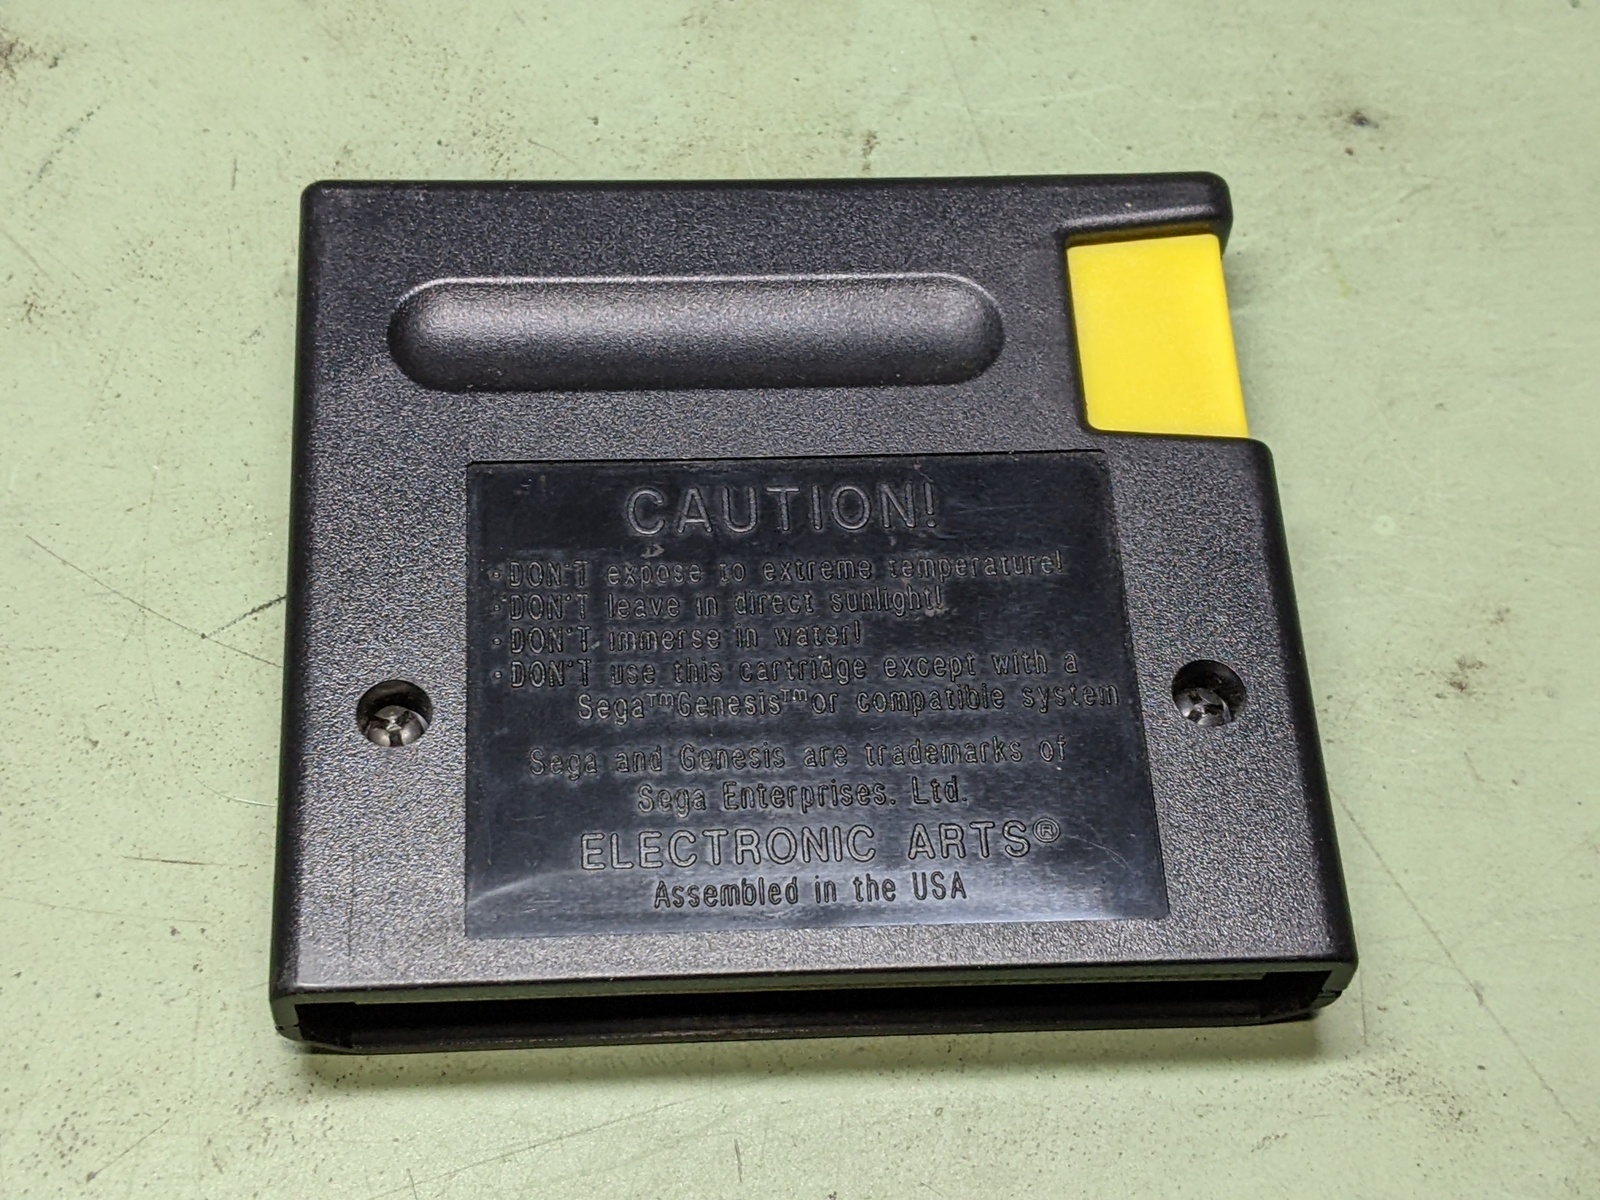 CAUTION!
•DON'T expose to extreme temperature!
•DON'T leave in direct sunlight!
•DON'T immerse in water!
•DON'T use this cartridge except with a
Sega™Genesis™or compatible system
Sega and Genesis are trademarks of
Sega Enterprises. Ltd.
ELECTRONIC ARTS®
Assembled in the USA